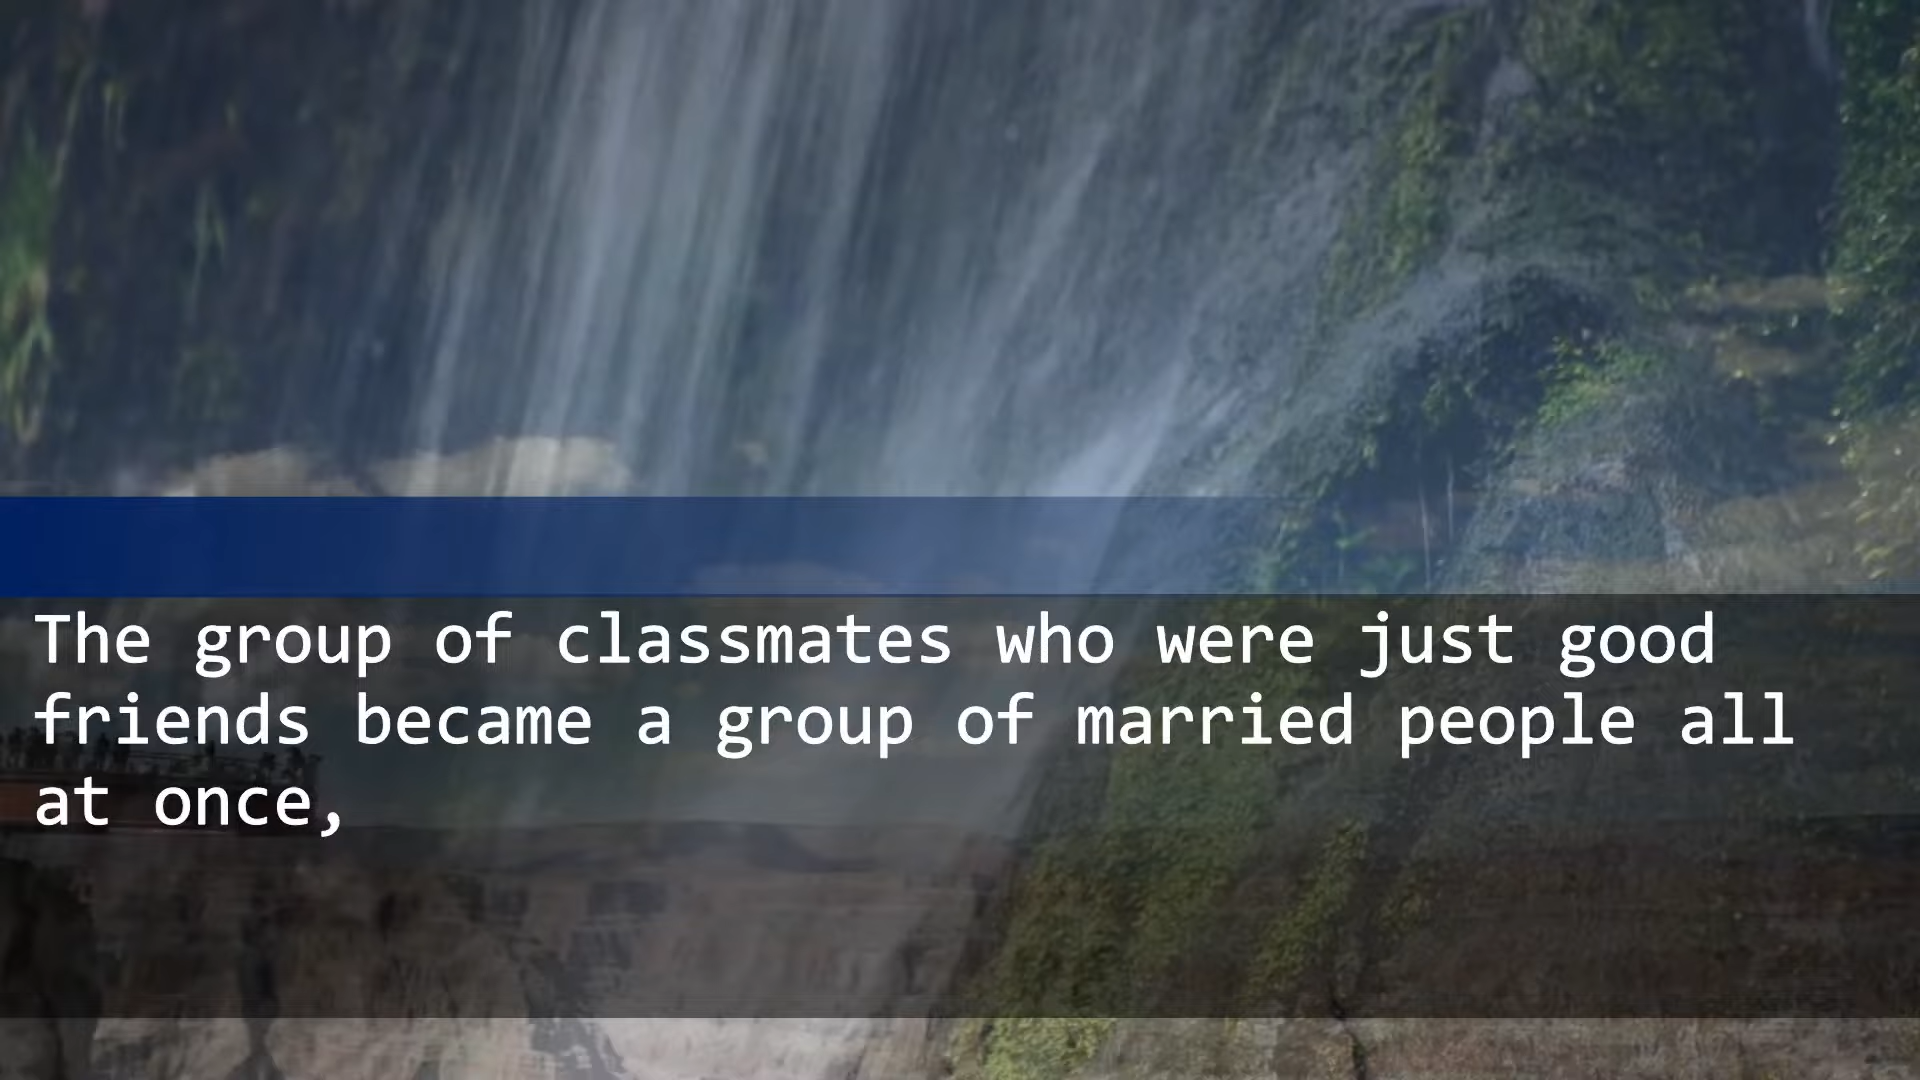 The group of classmates who were just good
friends became a group of married people all
at once,